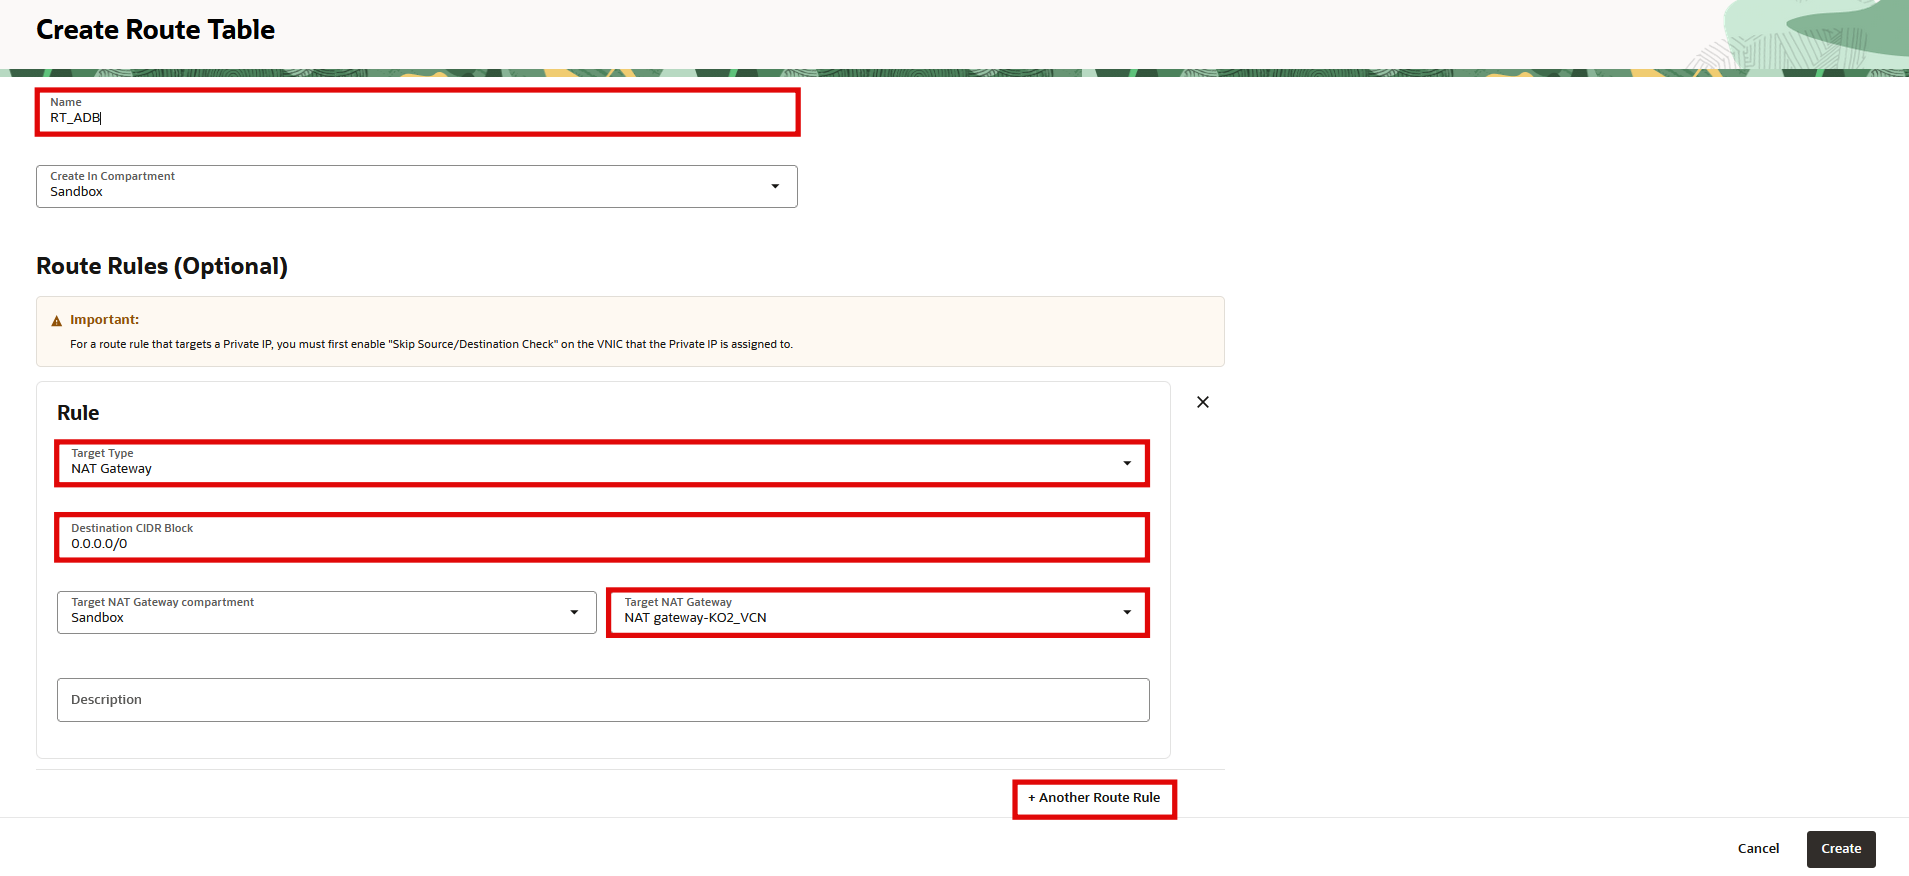 Create Route Table
Name
RT_ADB
Create In Compartment
Sandbox
Route Rules (Optional)
Important:
For a route rule that targets a Private IP, you must first enable "Skip Source/Destination Check" on the VNIC that the Private IP is assigned to.
Rule
Target Type
NAT Gateway
Destination CIDR Block
0.0.0.0/0
Target NAT Gateway compartment
Sandbox
Target NAT Gateway
NAT gateway-KO2_VCN
Description
+ Another Route Rule
Cancel
Create